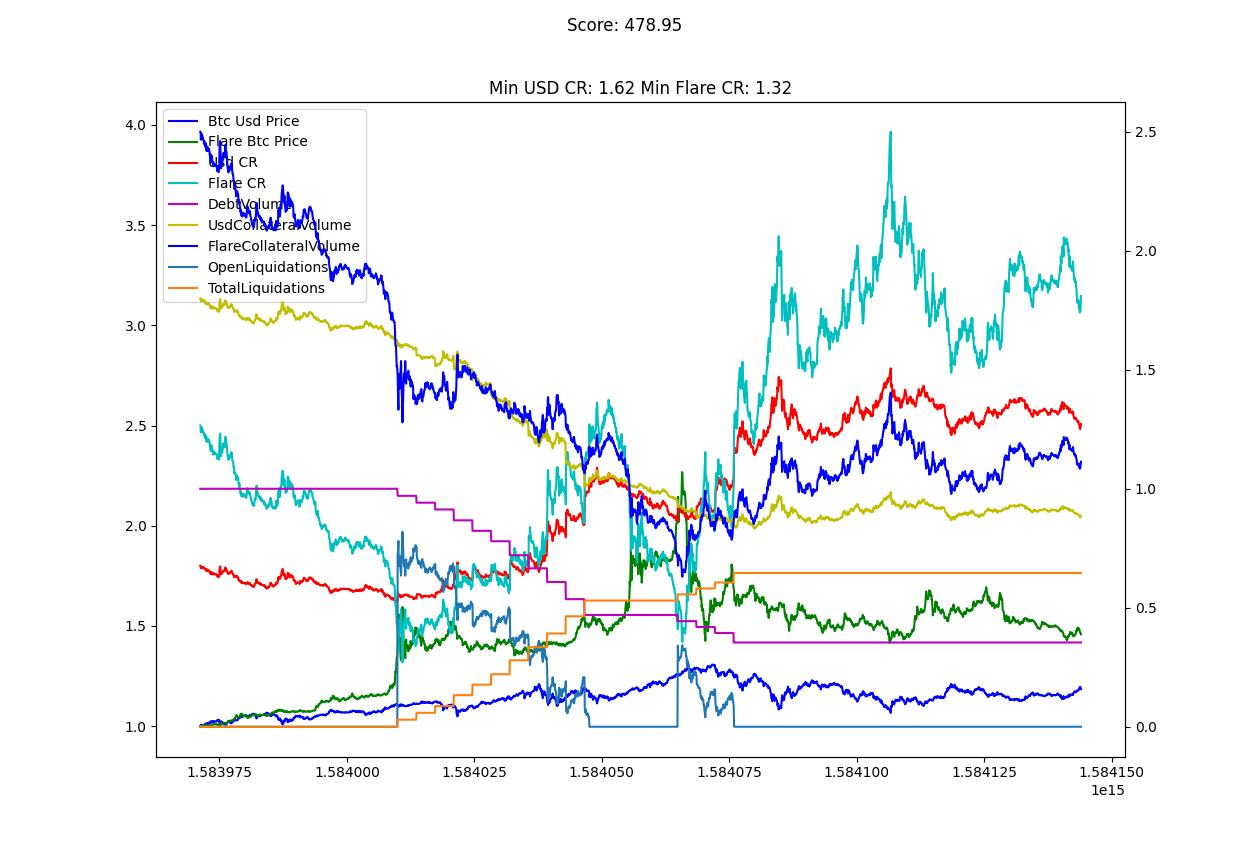 Score: 478.95
Min USD CR: 1.62 Min Flare CR: 1.32
Btc Usd Price
Flare Btc Price
Usd CR
Flare CR
DebtVolume
UsdCollateralVolume
FlareCollateralVolume
OpenLiquidations
TotalLiquidations
4.0
3.5
3.0
2.5
2.0
1.5
1.0
2.5
2.0
1.5
1.0
0.5
0.0
1.583975
1.584000
1.584025
1.584050
1.584075
1.584100
1.584125
1.584150
1e15